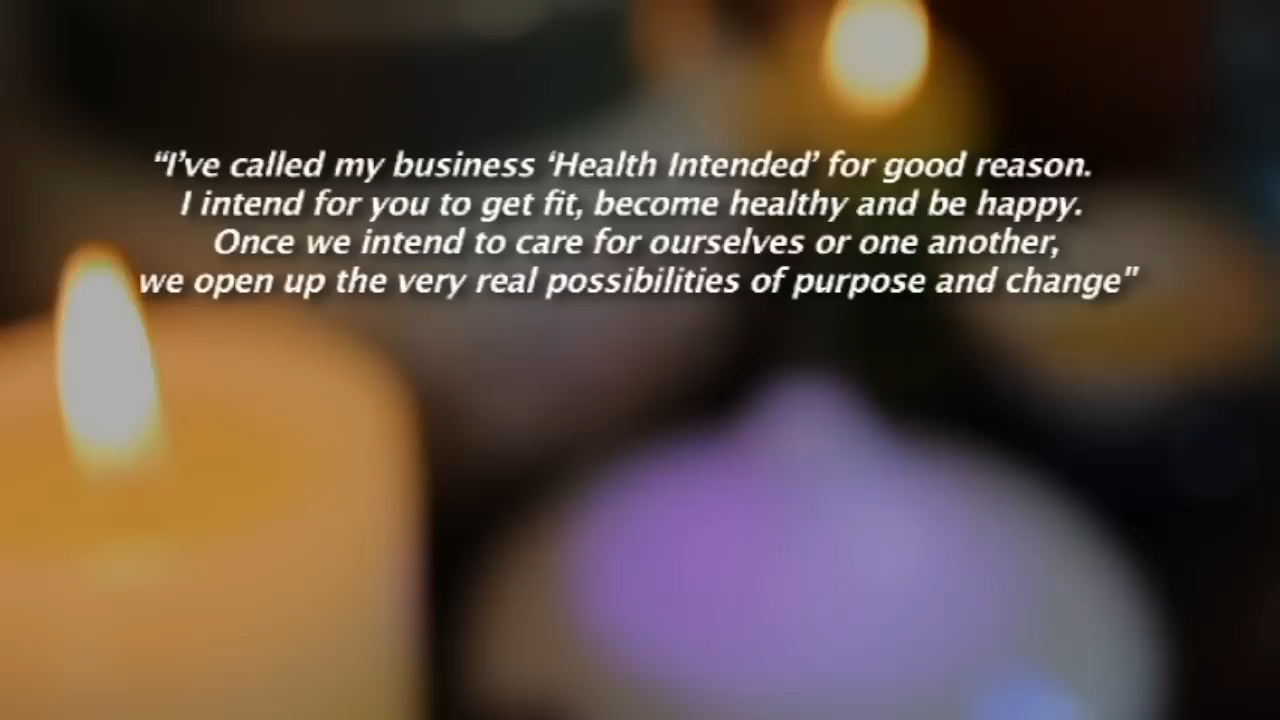 “I’ve called my business ‘Health Intended’ for good reason.
I intend for you to get fit, become healthy and be happy.
Once we intend to care for ourselves or one another,
we open up the very real possibilities of purpose and change"